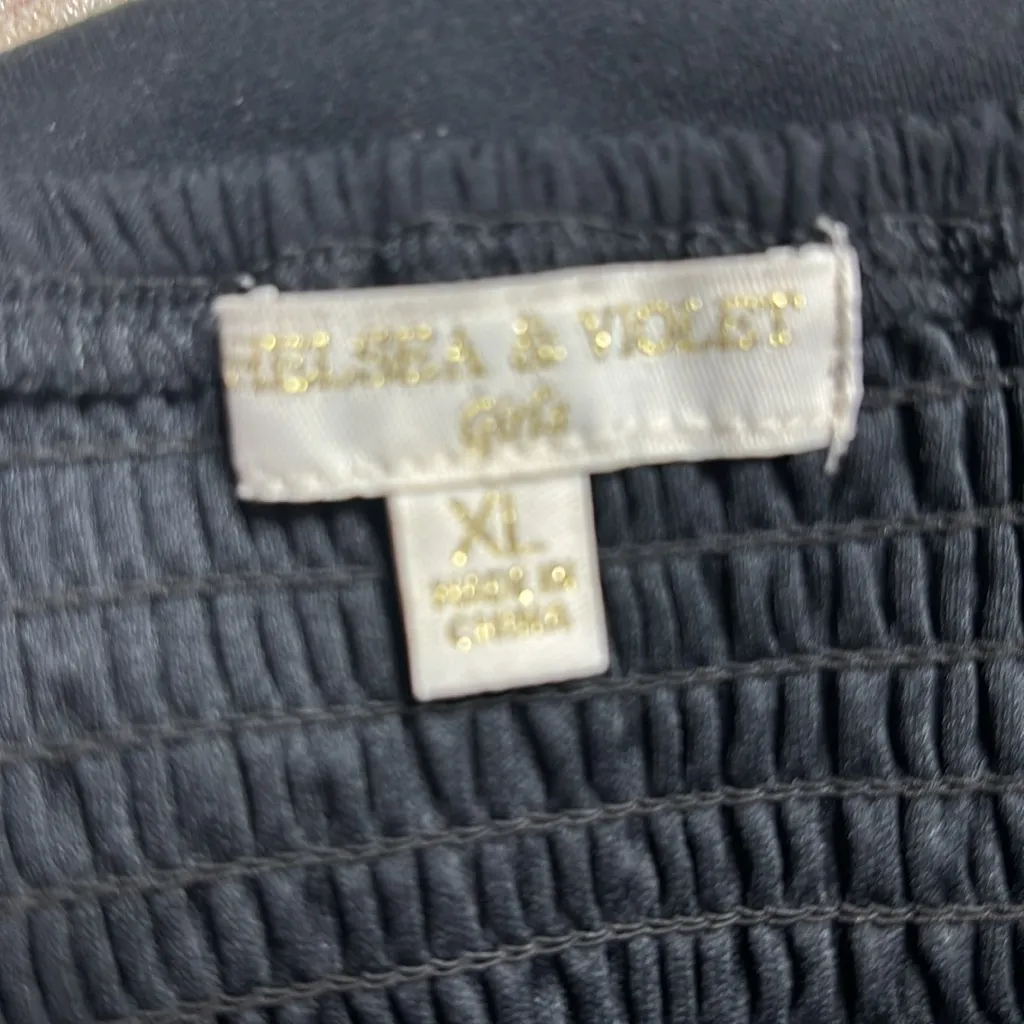 HELSEA & VIOLET
Girls
XL
MADE IN
CHINA